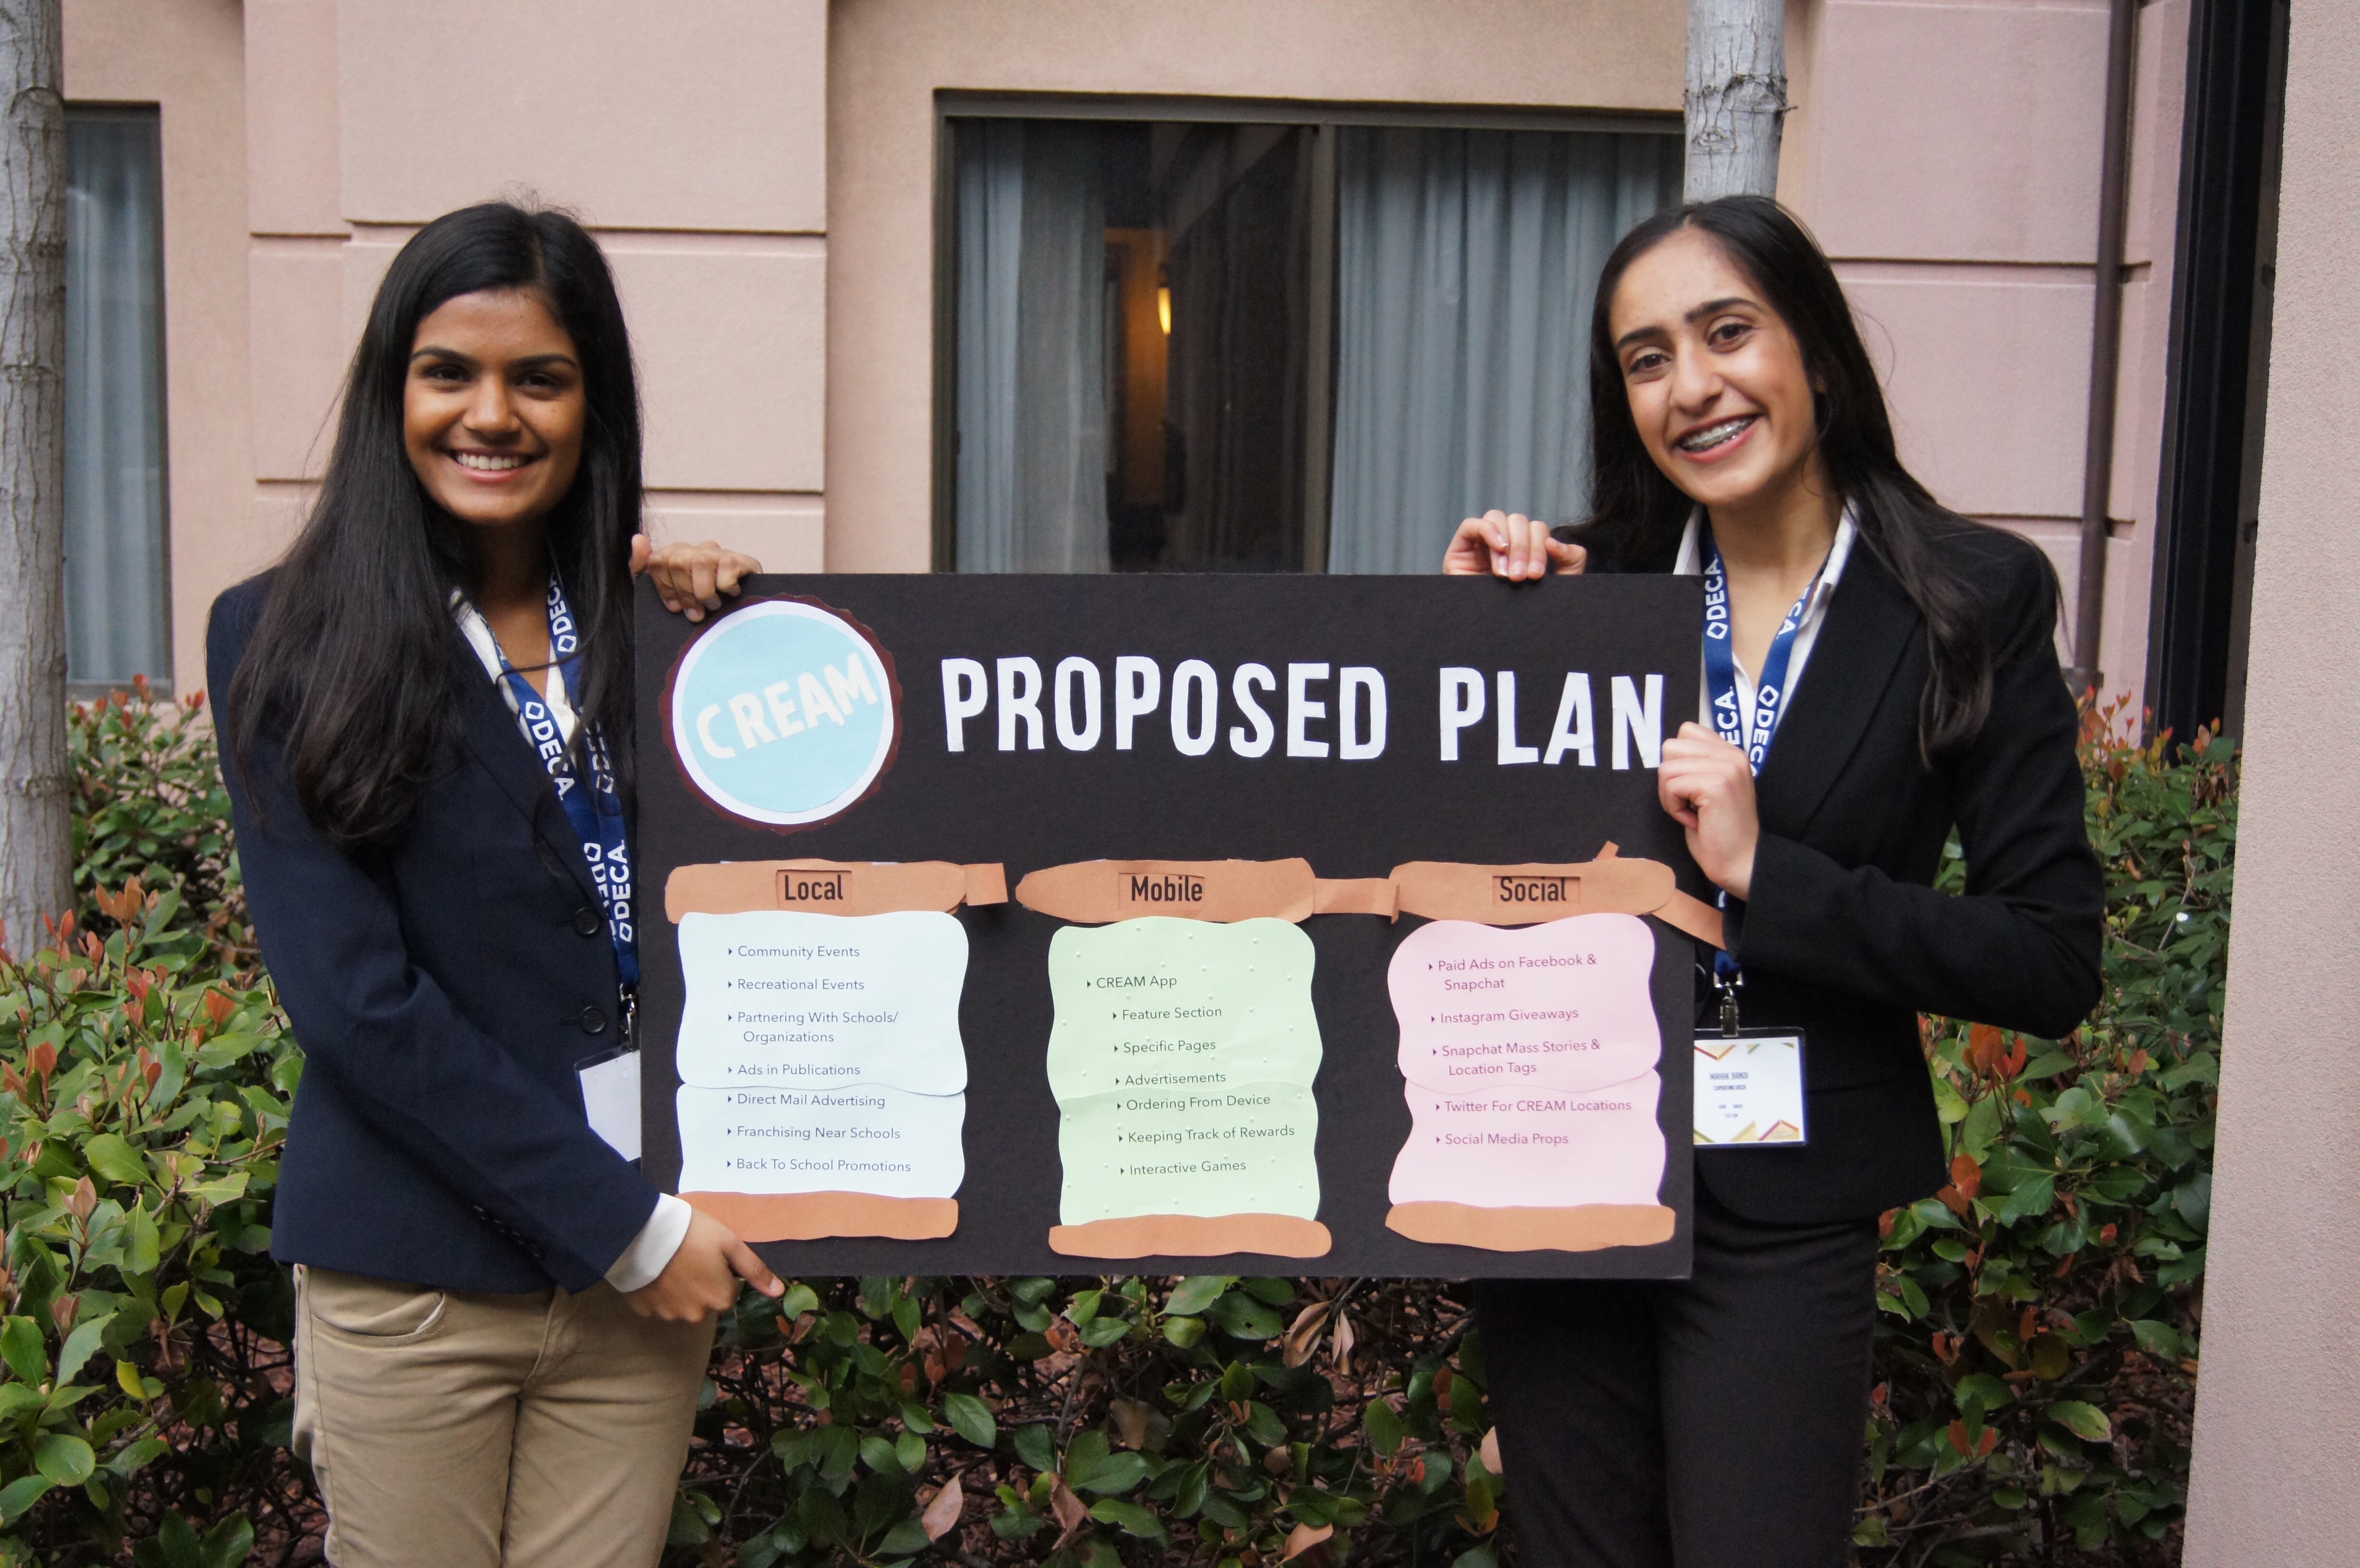 CREAM
PROPOSED PLAN
Local
‣ Community Events
‣ Recreational Events
‣ Partnering With Schools/
Organizations
‣ Ads in Publications
‣ Direct Mail Advertising
‣ Franchising Near Schools
‣ Back To School Promotions
Mobile
‣ CREAM App
‣ Feature Section
‣ Specific Pages
‣ Advertisements
‣ Ordering From Device
‣ Keeping Track of Rewards
‣ Interactive Games
Social
‣ Paid Ads on Facebook &
Snapchat
‣ Instagram Giveaways
‣ Snapchat Mass Stories &
Location Tags
‣ Twitter For CREAM Locations
‣ Social Media Props
DECA
DECA
DECA
DECA
DECA.
DECA.
DECA.
DECA